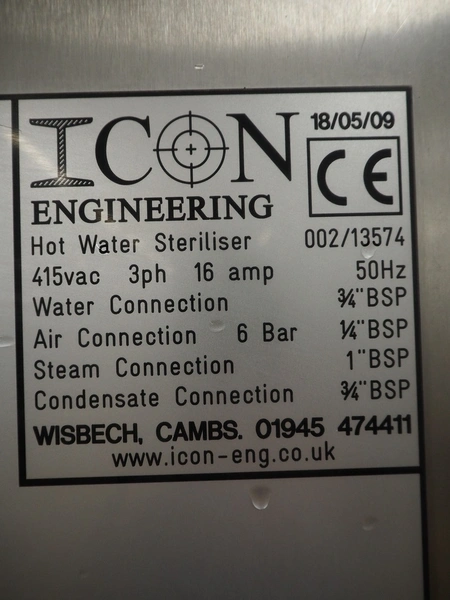 ICON
18/05/09
CE
ENGINEERING
Hot Water Steriliser 002/13574
415vac 3ph 16 amp 50Hz
Water Connection ¾"BSP
Air Connection 6 Bar ¼"BSP
Steam Connection 1"BSP
Condensate Connection ¾"BSP
WISBECH, CAMBS. 01945 474411
www.icon-eng.co.uk